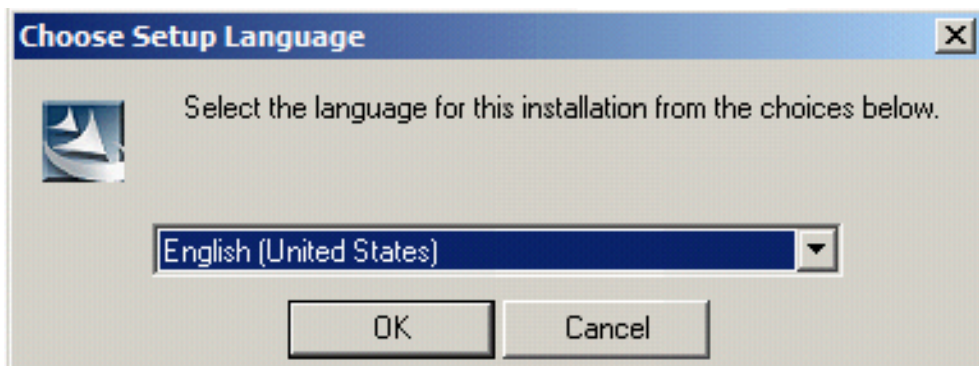 Choose Setup Language
Select the language for this installation from the choices below.
English (United States)
OK
Cancel